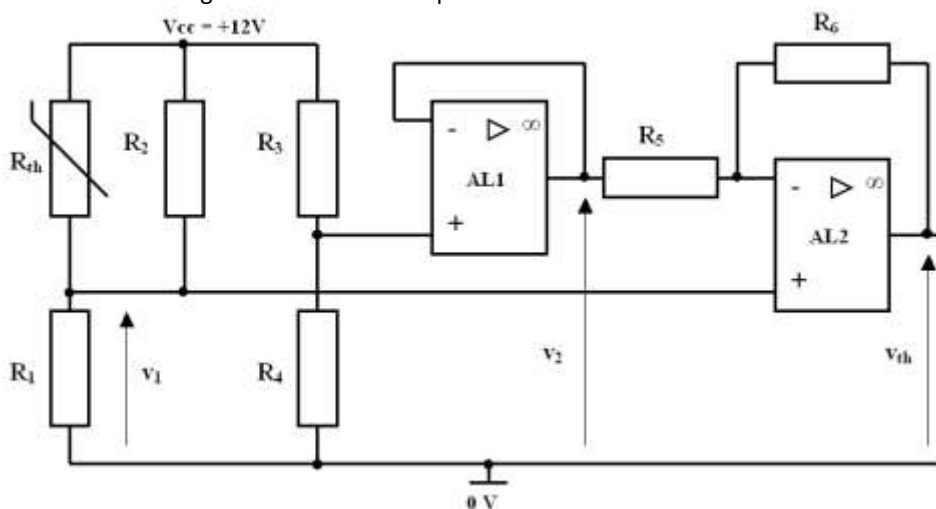 Vcc = +12V
R6
Rth
R2
R3
-
▷ ∞
AL1
+
R5
-
▷ ∞
AL2
+
R1
v1
R4
v2
vth
0 V